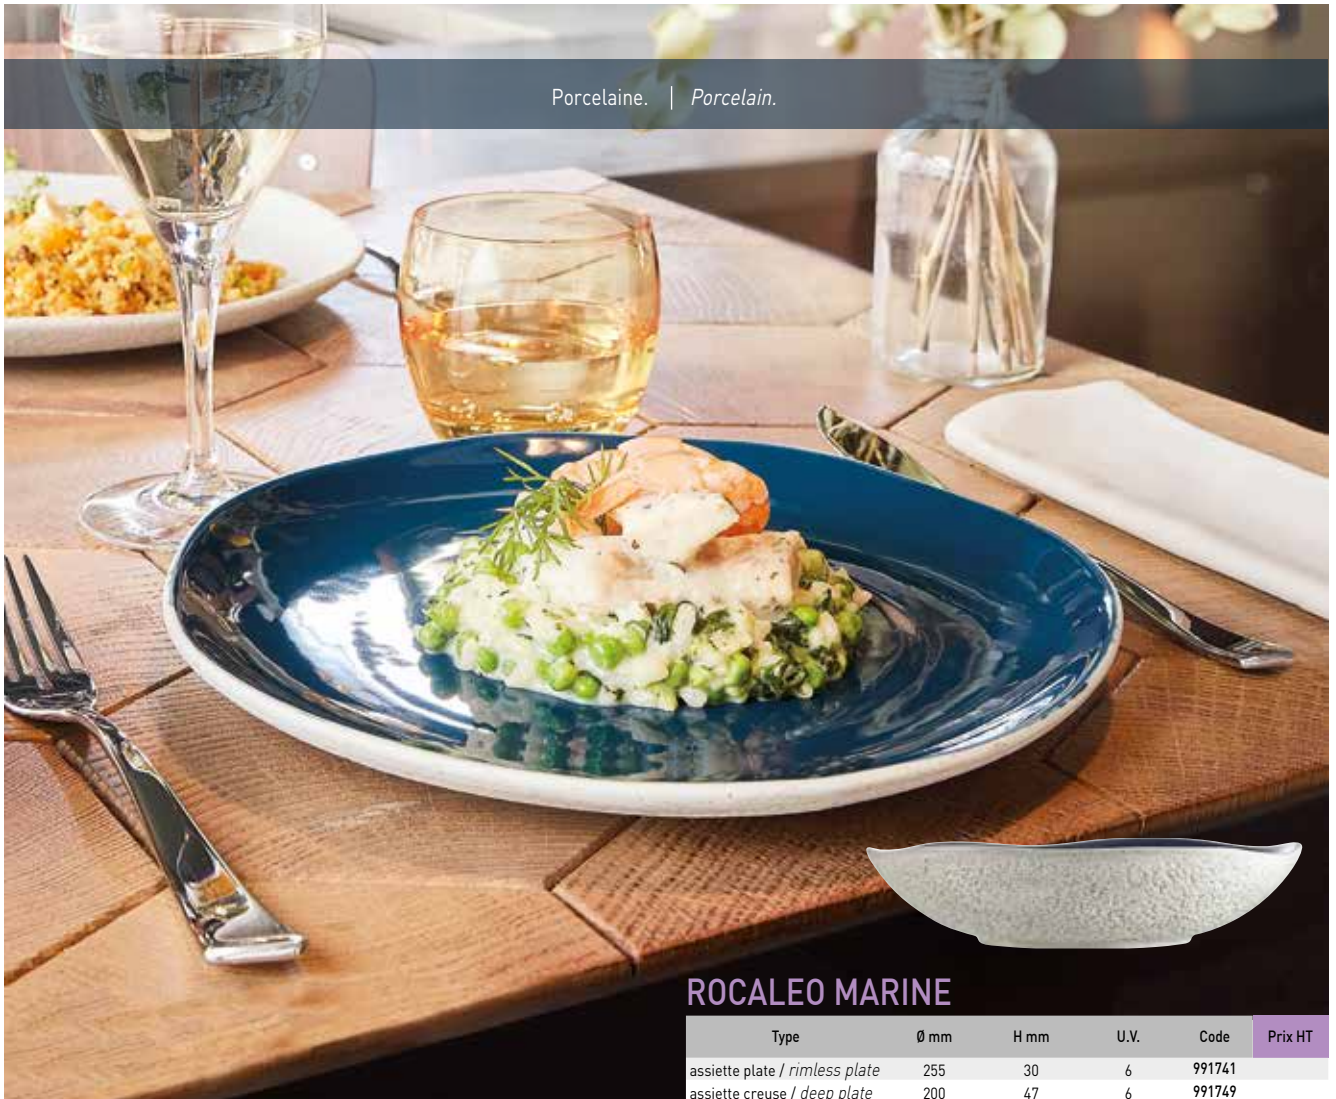 Porcelaine. | Porcelain.
ROCALEO MARINE
Type Ø mm H mm U.V. Code Prix HT
assiette plate / rimless plate 255 30 6 991741
assiette creuse / deep plate 200 47 6 991749